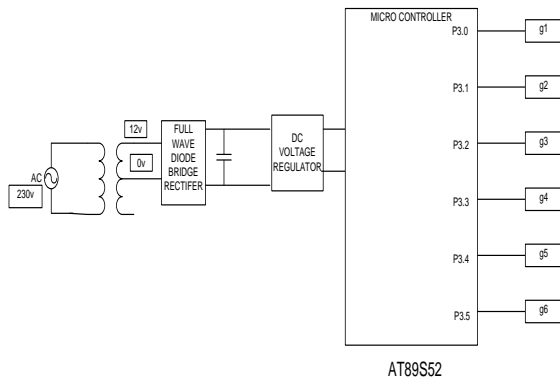 MICRO CONTROLLER
P3.0
g1
P3.1
g2
P3.2
g3
P3.3
g4
P3.4
g5
P3.5
g6
12v
0v
AC
230v
FULL
WAVE
DIODE
BRIDGE
RECTIFER
DC
VOLTAGE
REGULATOR
AT89S52